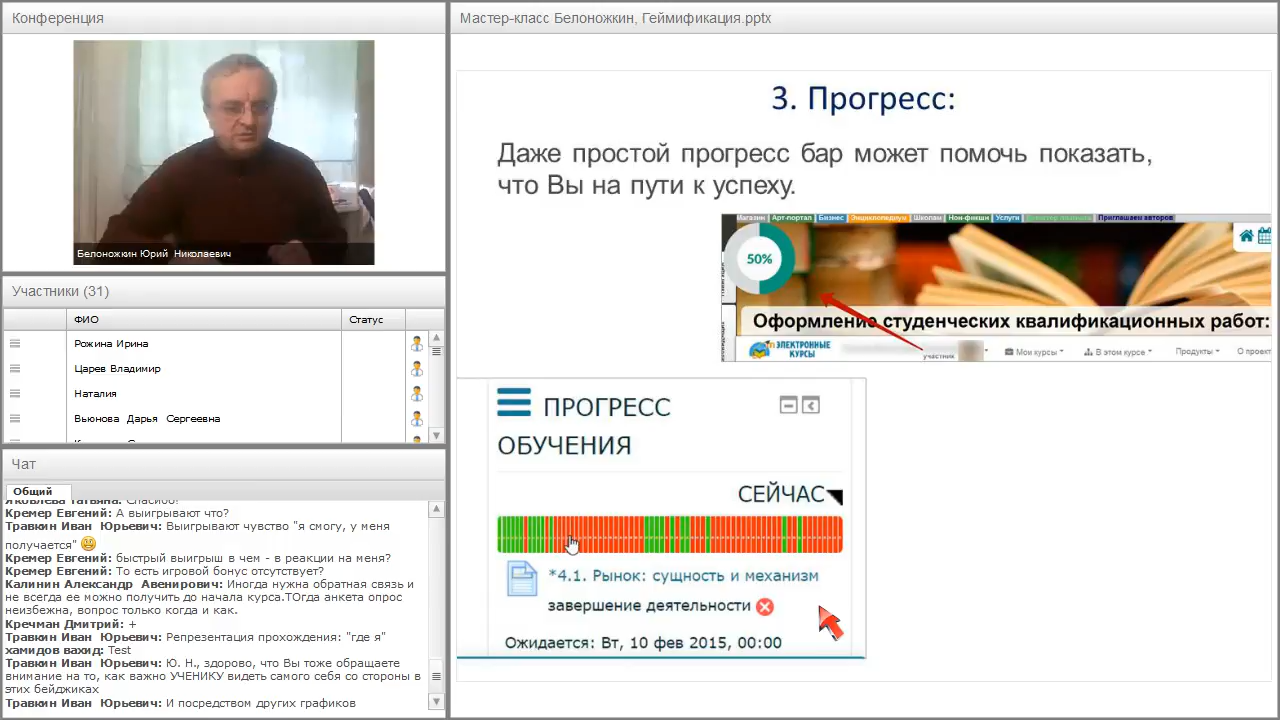 Конференция
Белоножкин Юрий Николаевич
Участники (31)
ФИО
Статус
Рожина Ирина
Царев Владимир
Наталия
Вьюнова Дарья Сергеевна
Чат
Общий
Яковлева Татьяна: Спасибо!
Кремер Евгений: А выигрывают что?
Травкин Иван Юрьевич: Выигрывают чувство "я смогу, у меня
получается"
Кремер Евгений: быстрый выигрыш в чем - в реакции на меня?
Кремер Евгений: То есть игровой бонус отсутствует?
Калинин Александр Авенирович: Иногда нужна обратная связь и
не всегда ее можно получить до начала курса.ТОгда анкета опрос
неизбежна, вопрос только когда и как.
Кречман Дмитрий: +
Травкин Иван Юрьевич: Репрезентация прохождения: "где я"
хамидов вахид: Test
Травкин Иван Юрьевич: Ю. Н., здорово, что Вы тоже обращаете
внимание на то, как важно УЧЕНИКУ видеть самого себя со стороны в
этих бейджиках
Травкин Иван Юрьевич: И посредством других графиков
Мастер-класс Белоножкин, Геймификация.pptx
3. Прогресс:
Даже простой прогресс бар может помочь показать,
что Вы на пути к успеху.
Магазин Арт-портал Бизнес Энциклопедиум Школам Нон-фикшн Услуги Приглашаем авторов
50%
Оформление студенческих квалификационных работ:
ЭЛЕКТРОННЫЕ
КУРСЫ
участник
Мои курсы
В этом курсе
Продукты
О проект
ПРОГРЕСС
ОБУЧЕНИЯ
СЕЙЧАС
*4.1. Рынок: сущность и механизм
завершение деятельности
Ожидается: Вт, 10 фев 2015, 00:00